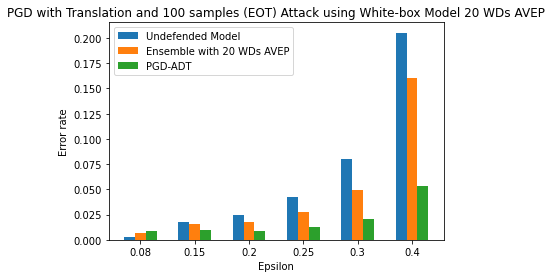 PGD with Translation and 100 samples (EOT) Attack using White-box Model 20 WDs AVEP
Undefended Model
Ensemble with 20 WDs AVEP
PGD-ADT
0.200
0.175
0.150
0.125
0.100
0.075
0.050
0.025
0.000
Error rate
0.08 0.15 0.2 0.25 0.3 0.4
Epsilon